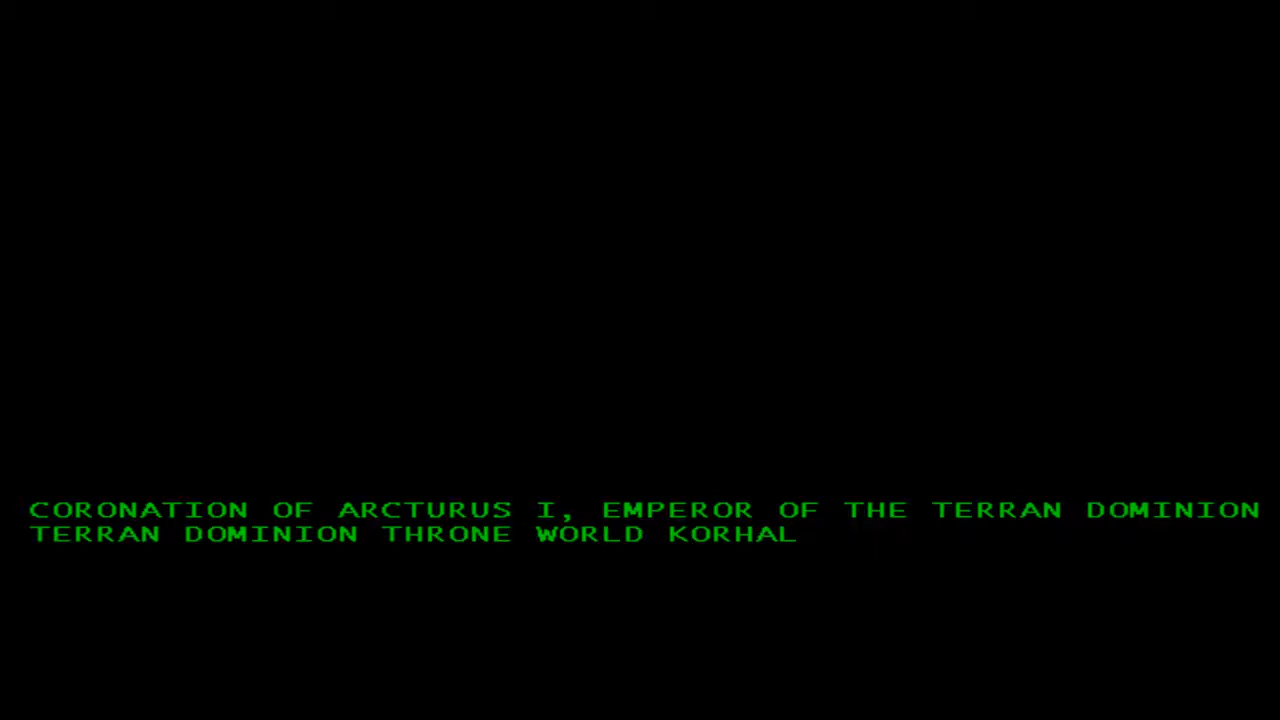 CORONATION OF ARCTURUS I, EMPEROR OF THE TERRAN DOMINION
TERRAN DOMINION THRONE WORLD KORHAL